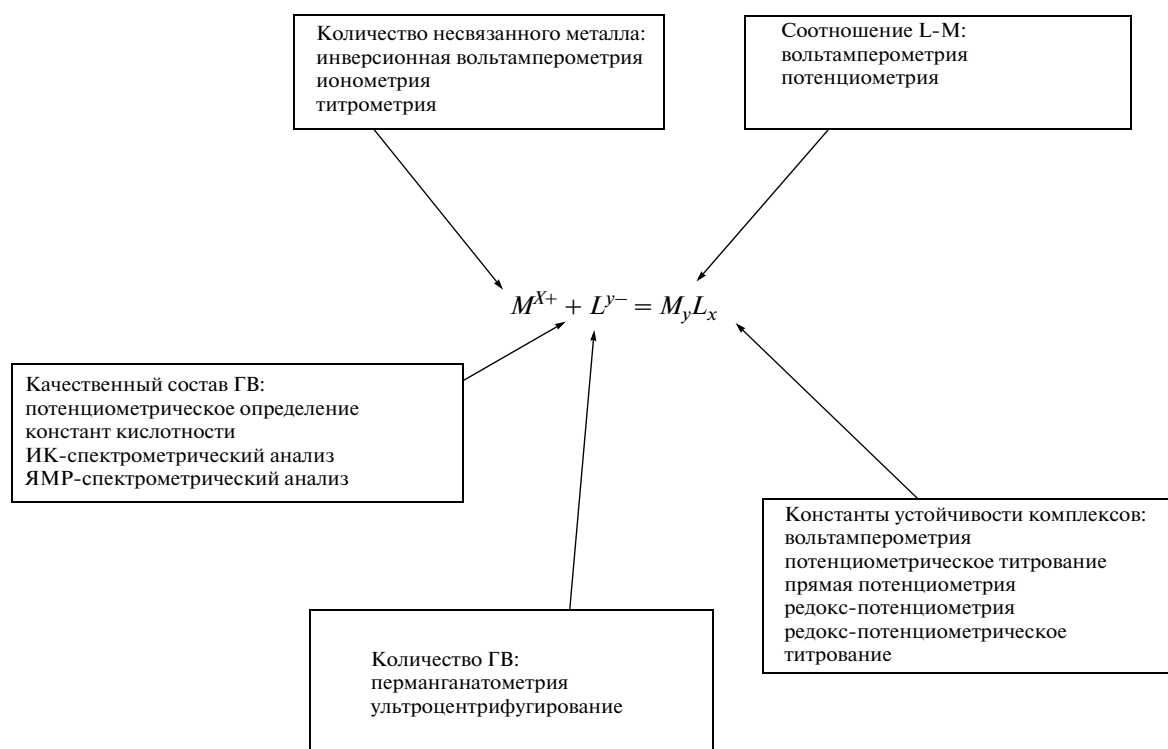 Количество несвязанного металла:
инверсионная вольтамперометрия
ионометрия
титрометрия
Соотношение L-M:
вольтамперометрия
потенциометрия
M^{X+} + L^{y−} = M_yL_x
Качественный состав ГВ:
потенциометрическое определение
констант кислотности
ИК-спектрометрический анализ
ЯМР-спектрометрический анализ
Константы устойчивости комплексов:
вольтамперометрия
потенциометрическое титрование
прямая потенциометрия
редокс-потенциометрия
редокс-потенциометрическое
титрование
Количество ГВ:
перманганатометрия
ультроцентрифугирование